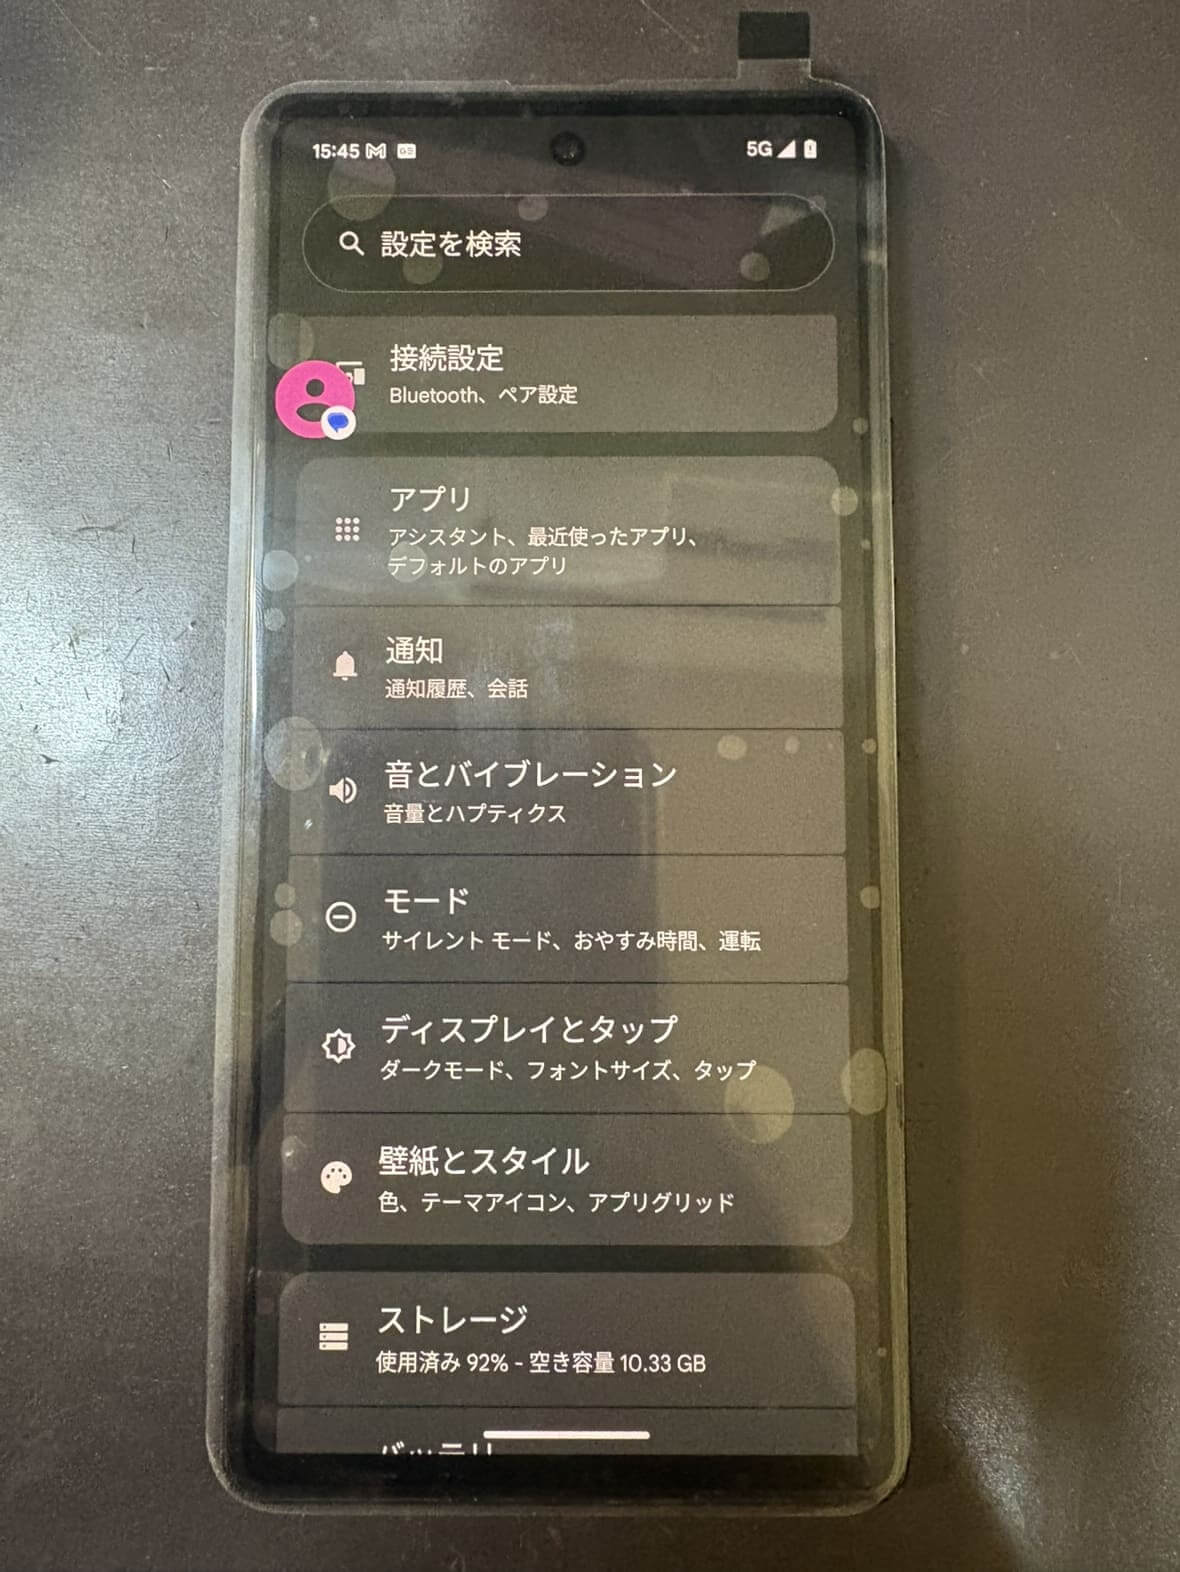 15:45
5G
設定を検索
接続設定
Bluetooth、ペア設定
アプリ
アシスタント、最近使ったアプリ、
デフォルトのアプリ
通知
通知履歴、会話
音とバイブレーション
音量とハプティクス
モード
サイレント モード、おやすみ時間、運転
ディスプレイとタップ
ダークモード、フォントサイズ、タップ
壁紙とスタイル
色、テーマアイコン、アプリグリッド
ストレージ
使用済み 92% - 空き容量 10.33 GB
バッテリ